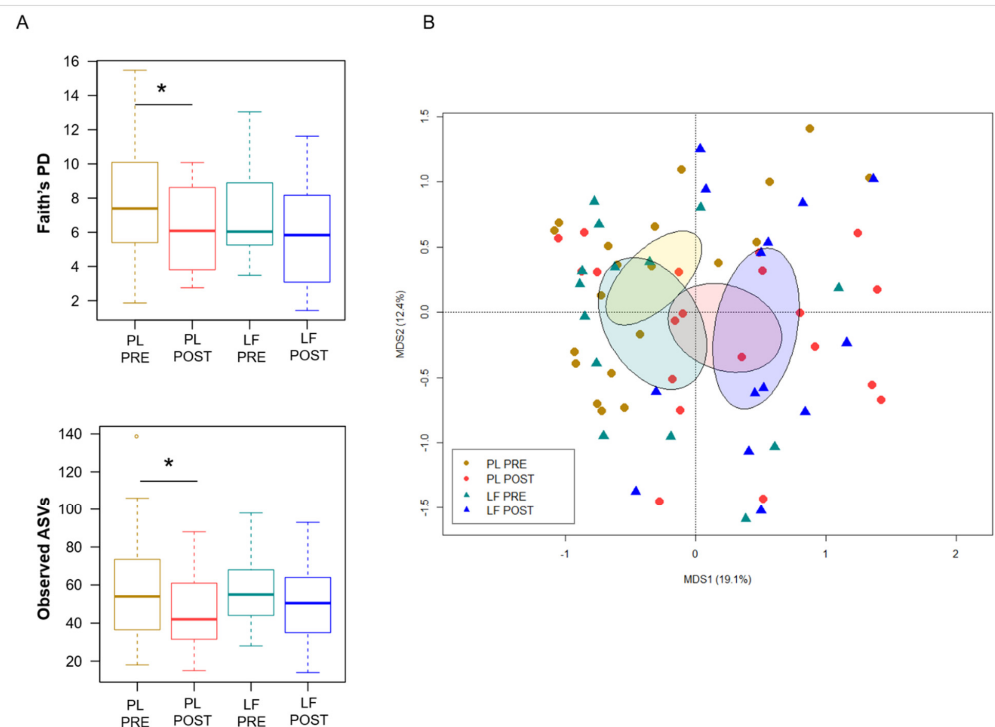 A
Faith's PD
16
14
12
10
8
6
4
2
*
PL PRE
PL POST
LF PRE
LF POST
Observed ASVs
140
120
100
80
60
40
20
*
PL PRE
PL POST
LF PRE
LF POST
B
MDS2 (12.4%)
1.5
1.0
0.5
0.0
-0.5
-1.0
-1.5
PL PRE
PL POST
LF PRE
LF POST
-1
0
1
2
MDS1 (19.1%)